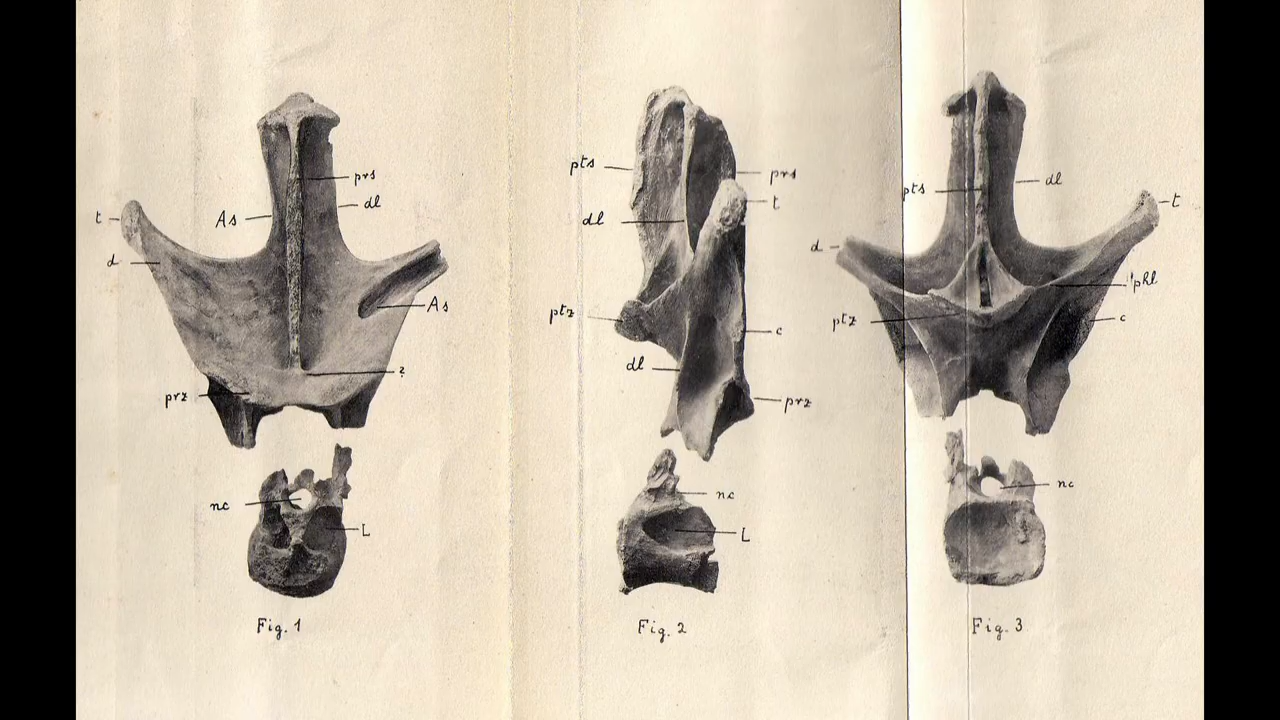 prs
dl
As
t
d
As
?
prz
nc
L
Fig. 1
pts
prs
t
dl
ptz
c
dl
prz
nc
L
Fig. 2
pts
dl
t
d
phl
ptz
c
nc
Fig. 3